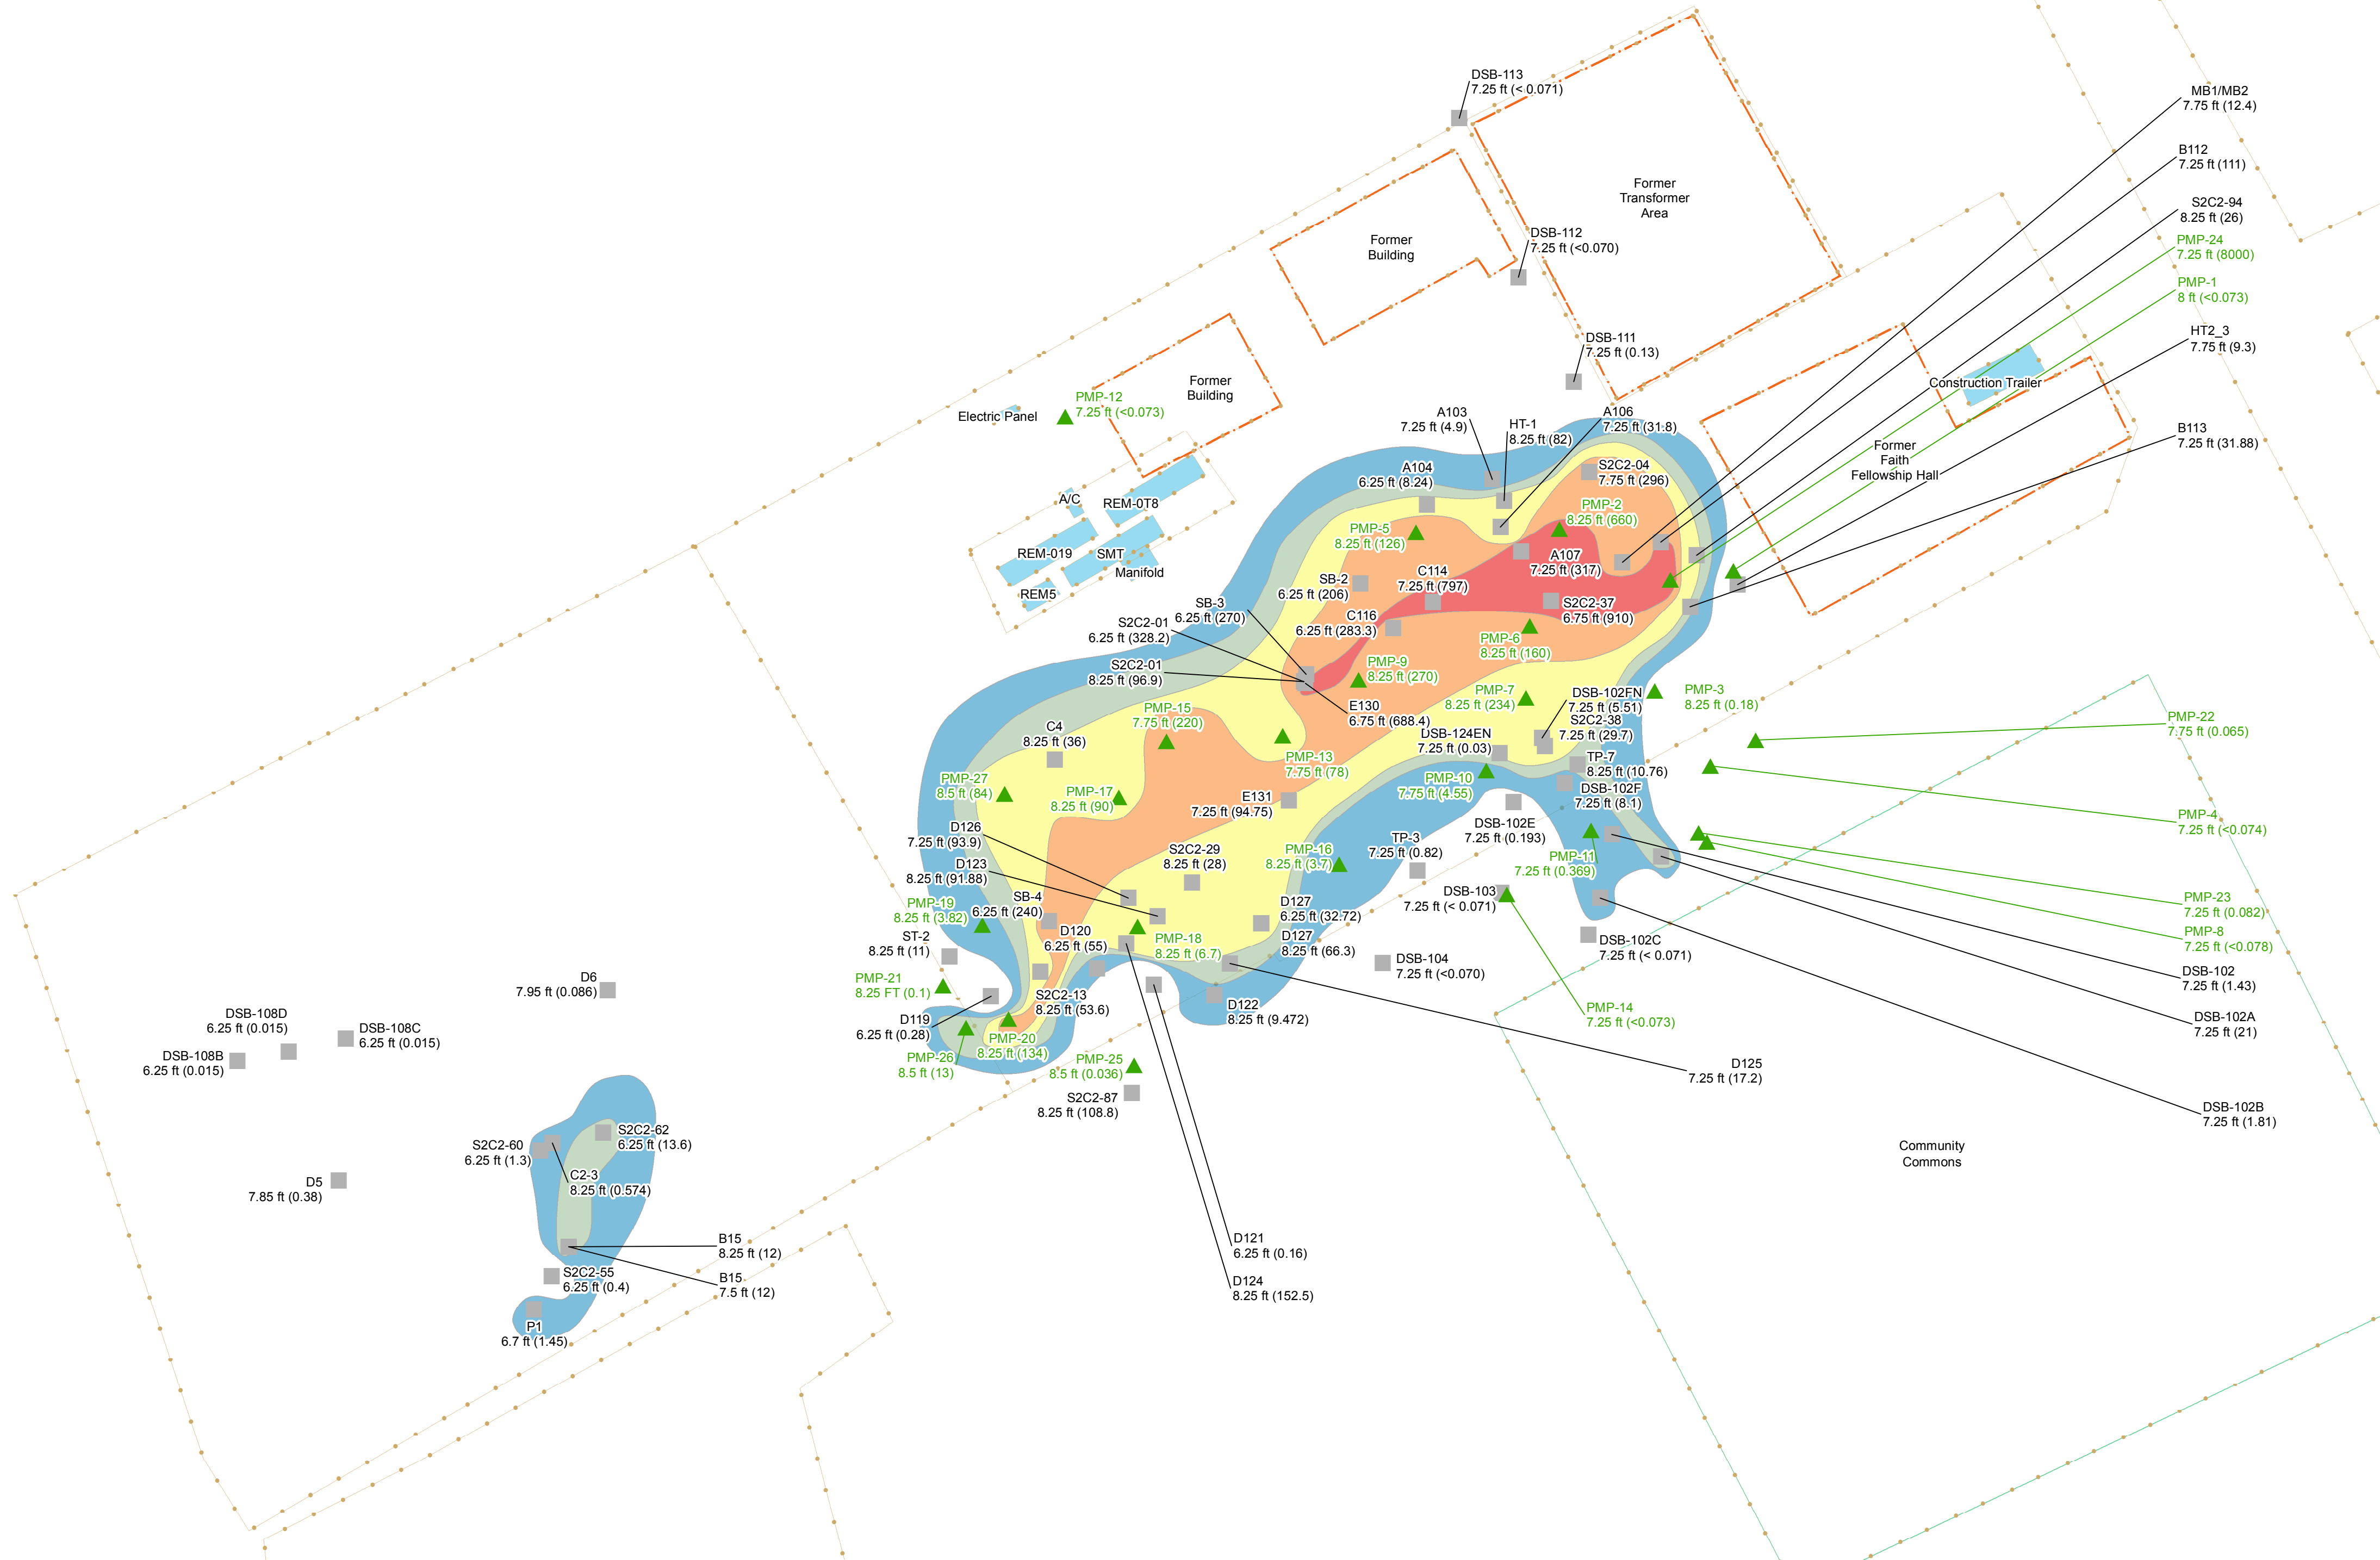 DSB-113
7.25 ft (< 0.071)
MB1/MB2
7.75 ft (12.4)
B112
7.25 ft (111)
Former
Transformer
Area
S2C2-94
8.25 ft (26)
DSB-112
7.25 ft (<0.070)
Former
Building
PMP-24
7.25 ft (8000)
PMP-1
8 ft (<0.073)
HT2_3
7.75 ft (9.3)
DSB-111
7.25 ft (0.13)
Former
Building
Construction Trailer
PMP-12
7.25 ft (<0.073)
Electric Panel
A103
7.25 ft (4.9)
HT-1
8.25 ft (82)
A106
7.25 ft (31.8)
B113
7.25 ft (31.88)
Former
Faith
Fellowship Hall
A104
6.25 ft (8.24)
S2C2-04
7.75 ft (296)
A/C
REM-0T8
PMP-2
8.25 ft (660)
PMP-5
8.25 ft (126)
REM-019
SMT
Manifold
A107
7.25 ft (317)
C114
7.25 ft (797)
SB-2
6.25 ft (206)
REM5
SB-3
6.25 ft (270)
S2C2-37
6.75 ft (910)
C116
6.25 ft (283.3)
S2C2-01
6.25 ft (328.2)
PMP-6
8.25 ft (160)
S2C2-01
8.25 ft (96.9)
PMP-9
8.25 ft (270)
PMP-7
8.25 ft (234)
DSB-102FN
7.25 ft (5.51)
PMP-3
8.25 ft (0.18)
PMP-15
7.75 ft (220)
E130
6.75 ft (688.4)
S2C2-38
7.25 ft (29.7)
PMP-22
7.75 ft (0.065)
C4
8.25 ft (36)
DSB-124EN
7.25 ft (0.03)
PMP-13
7.75 ft (78)
TP-7
8.25 ft (10.76)
PMP-27
8.5 ft (84)
PMP-10
7.75 ft (4.55)
PMP-17
8.25 ft (90)
E131
7.25 ft (94.75)
DSB-102F
7.25 ft (8.1)
PMP-4
7.25 ft (<0.074)
D126
7.25 ft (93.9)
DSB-102E
7.25 ft (0.193)
TP-3
7.25 ft (0.82)
S2C2-29
8.25 ft (28)
PMP-16
8.25 ft (3.7)
PMP-11
7.25 ft (0.369)
D123
8.25 ft (91.88)
DSB-103
7.25 ft (< 0.071)
PMP-23
7.25 ft (0.082)
SB-4
6.25 ft (240)
PMP-19
8.25 ft (3.82)
D127
6.25 ft (32.72)
D120
6.25 ft (55)
PMP-18
8.25 ft (6.7)
D127
8.25 ft (66.3)
PMP-8
7.25 ft (<0.078)
ST-2
8.25 ft (11)
DSB-102C
7.25 ft (< 0.071)
DSB-104
7.25 ft (<0.070)
DSB-102
7.25 ft (1.43)
D6
7.95 ft (0.086)
PMP-21
8.25 FT (0.1)
S2C2-13
8.25 ft (53.6)
D122
8.25 ft (9.472)
PMP-14
7.25 ft (<0.073)
DSB-102A
7.25 ft (21)
DSB-108D
6.25 ft (0.015)
DSB-108C
6.25 ft (0.015)
D119
6.25 ft (0.28)
DSB-108B
6.25 ft (0.015)
PMP-20
8.25 ft (134)
PMP-26
8.5 ft (13)
PMP-25
8.5 ft (0.036)
D125
7.25 ft (17.2)
S2C2-87
8.25 ft (108.8)
DSB-102B
7.25 ft (1.81)
S2C2-62
6.25 ft (13.6)
S2C2-60
6.25 ft (1.3)
Community
Commons
C2-3
8.25 ft (0.574)
D5
7.85 ft (0.38)
B15
8.25 ft (12)
D121
6.25 ft (0.16)
S2C2-55
6.25 ft (0.4)
B15
7.5 ft (12)
D124
8.25 ft (152.5)
P1
6.7 ft (1.45)